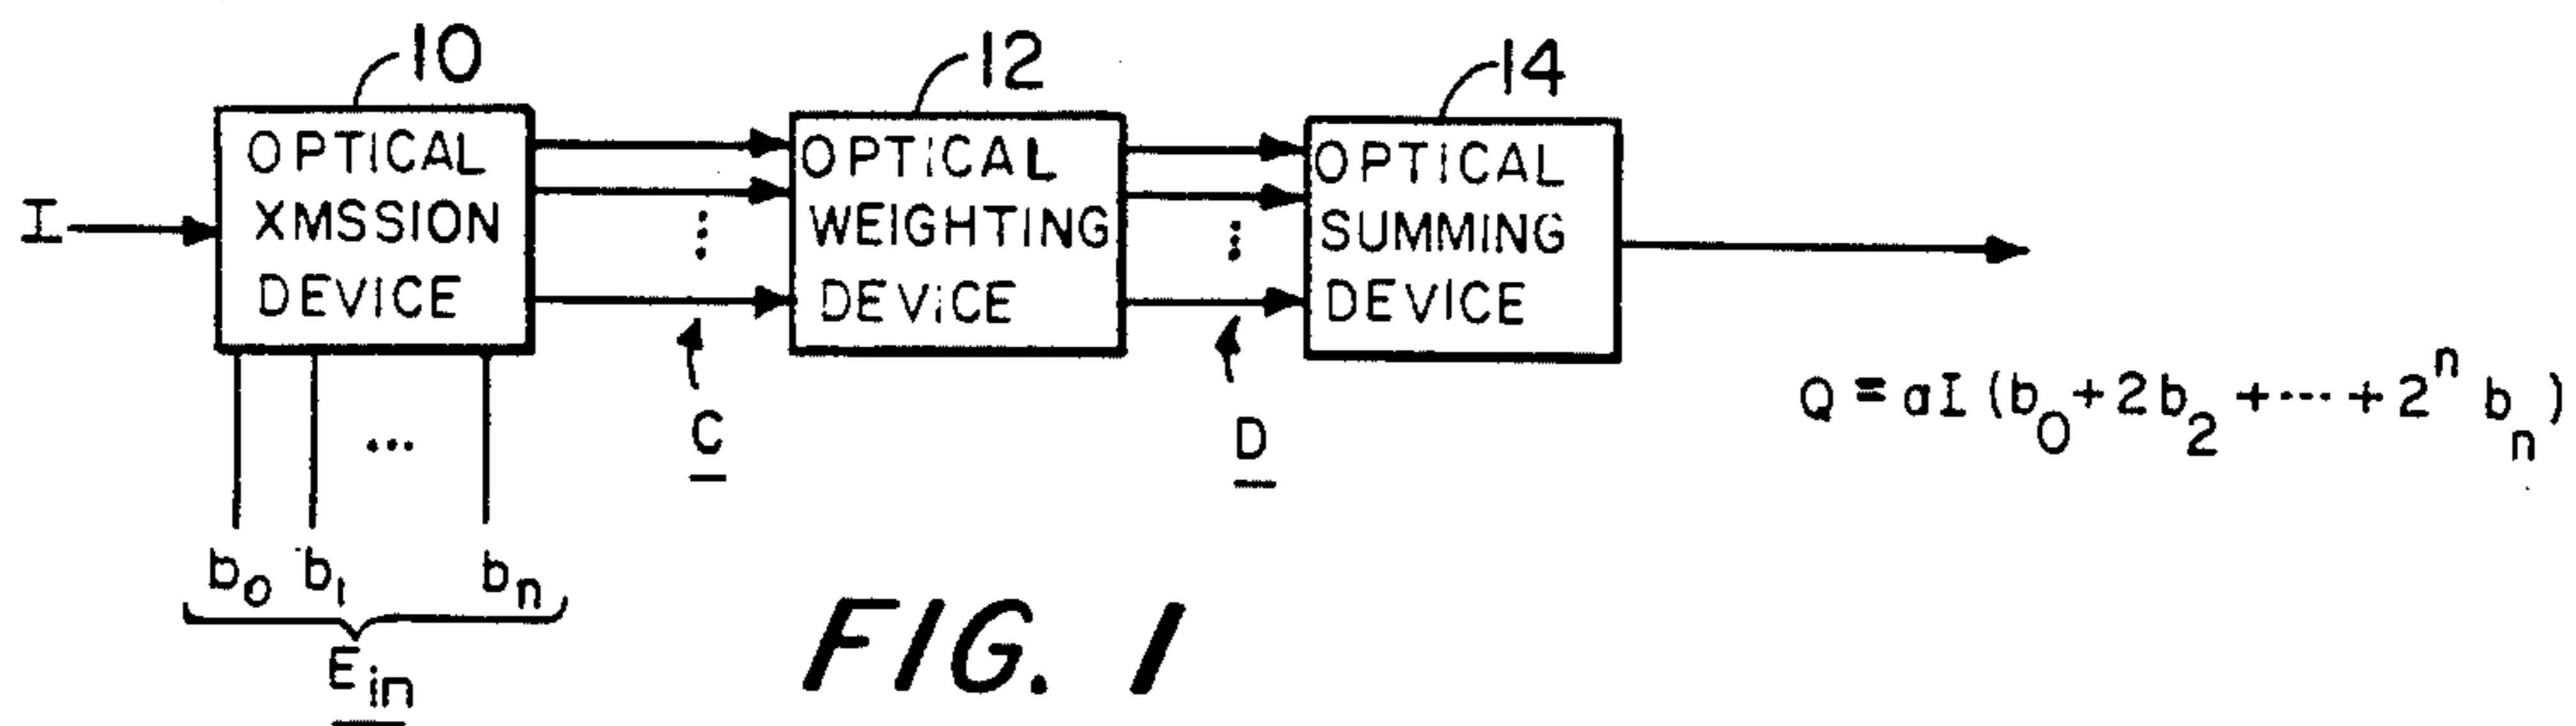 10
12
14
I
OPTICAL
XMSSION
DEVICE
OPTICAL
WEIGHTING
DEVICE
OPTICAL
SUMMING
DEVICE
⋮
⋮
C
D
Q = aI (b₀ + 2b₂ + ··· + 2ⁿ bₙ)
...
b₀ b₁ bₙ
E_in
FIG. 1